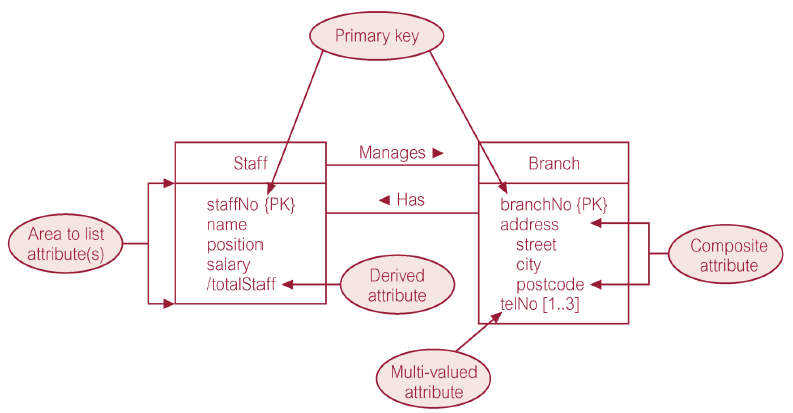 Primary key
Manages ►
Staff
Branch
◄ Has
staffNo {PK}
name
position
salary
/totalStaff
branchNo {PK}
address
street
city
postcode
telNo [1..3]
Area to list
attribute(s)
Derived
attribute
Composite
attribute
Multi-valued
attribute